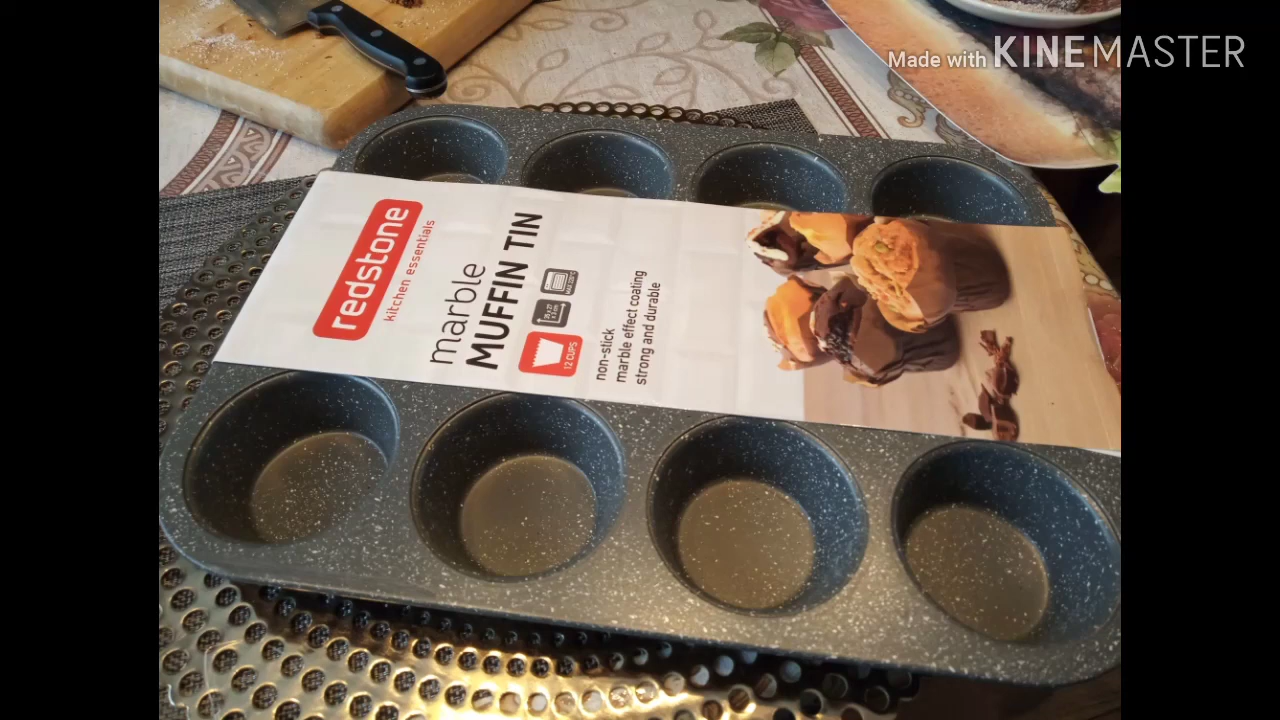 Made with KINEMASTER
redstone
kitchen essentials
marble
MUFFIN TIN
12 CUPS
non-stick
marble effect coating
strong and durable